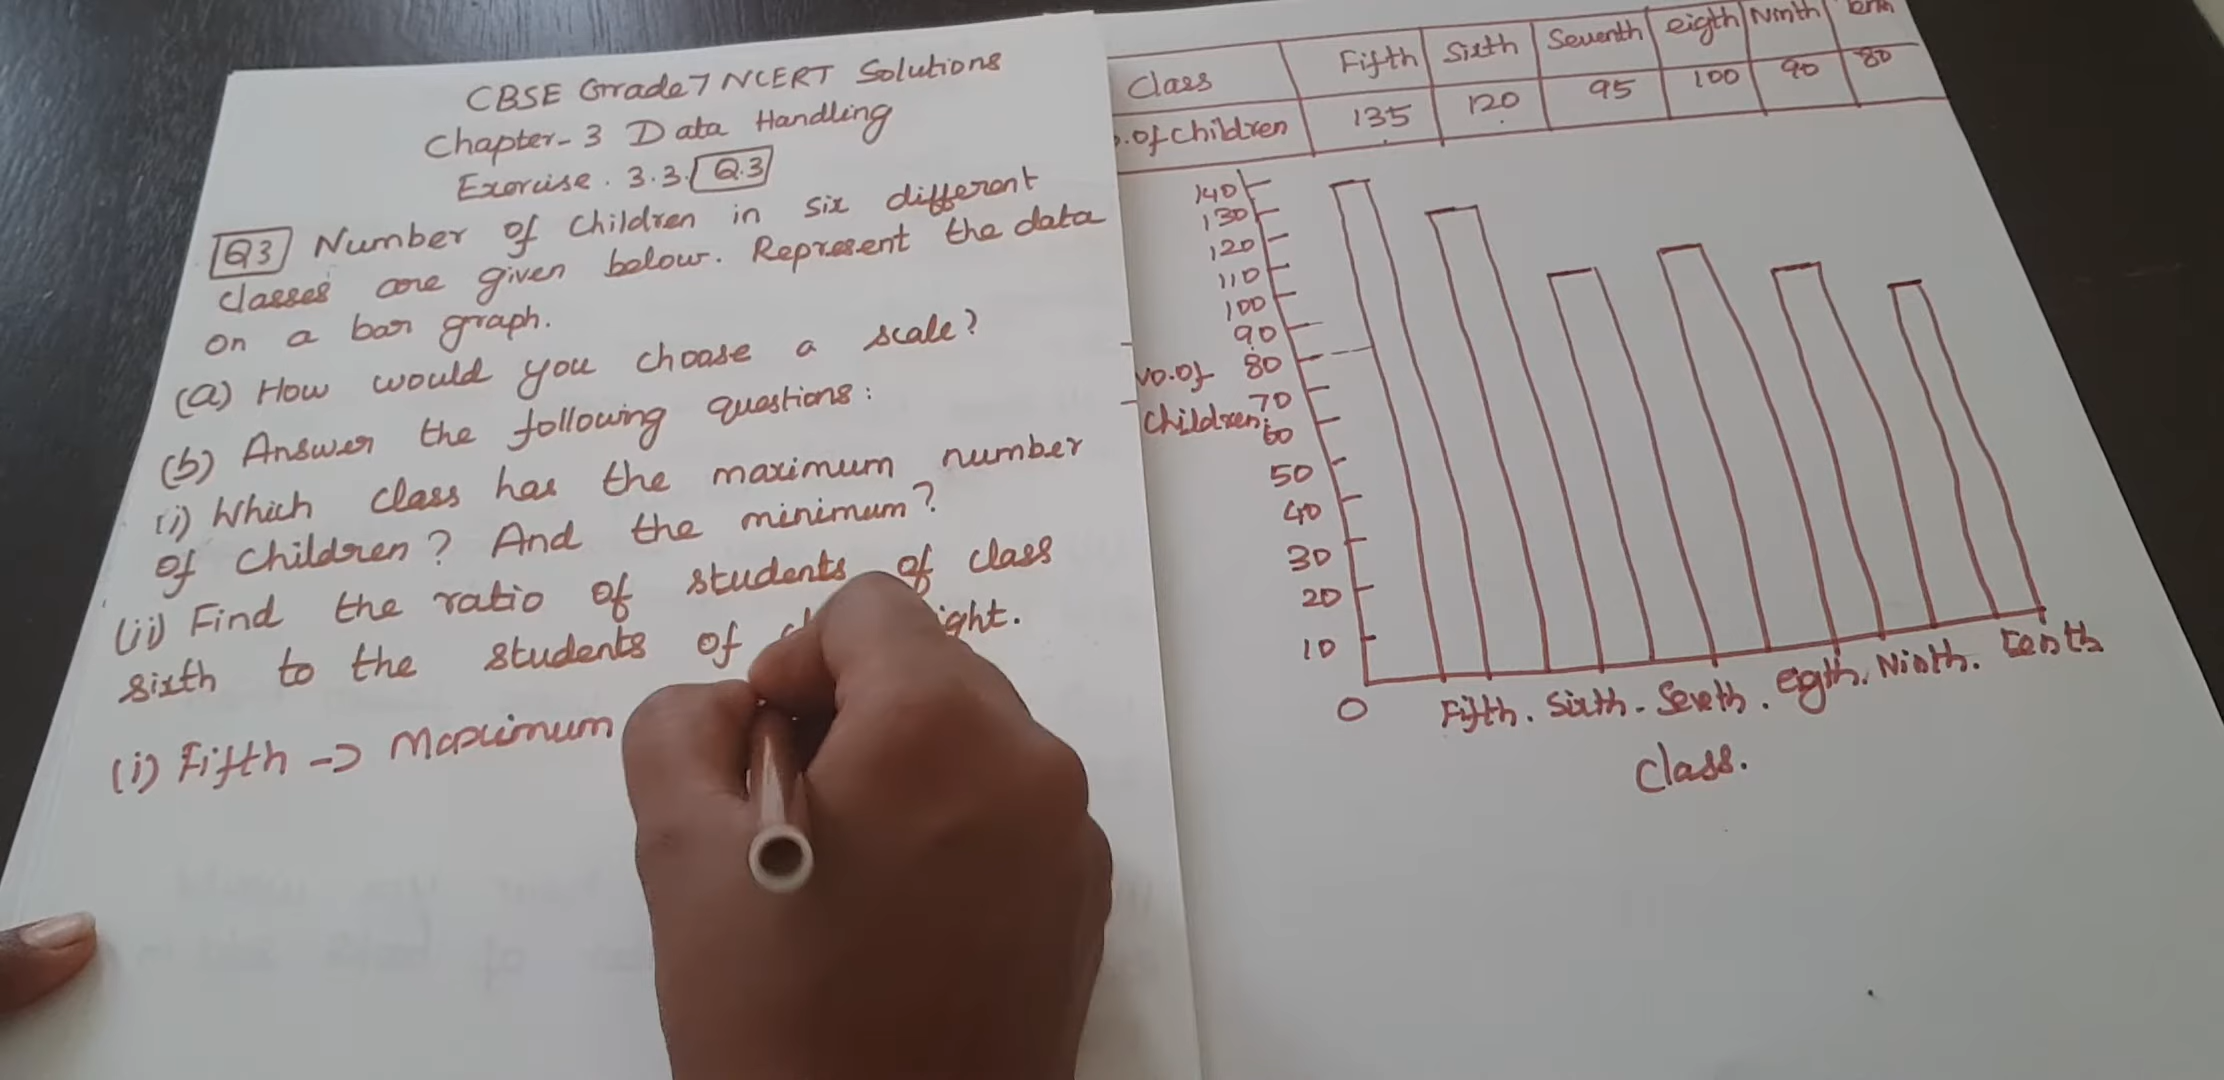 CBSE Grade 7 NCERT Solutions
Chapter-3 Data Handling
Exercise. 3.3. Q.3
Q3 Number of Children in six different
classes are given below. Represent the data
on a bar graph.
(a) How would you choose a scale?
(b) Answer the following questions:
(i) Which class has the maximum number
of Children? And the minimum?
(ii) Find the ratio of students of class
sixth to the students of
(i) Fifth → Maximum
Class Fifth Sixth Seventh eigth Ninth
.of Children 135 120 95 100 90 80
140
130
120
110
100
90
80
70
60
50
40
30
20
10
0
No.of
Children.
Fifth. Sixth. Seveth. egth. Ninth. tenth
Class.